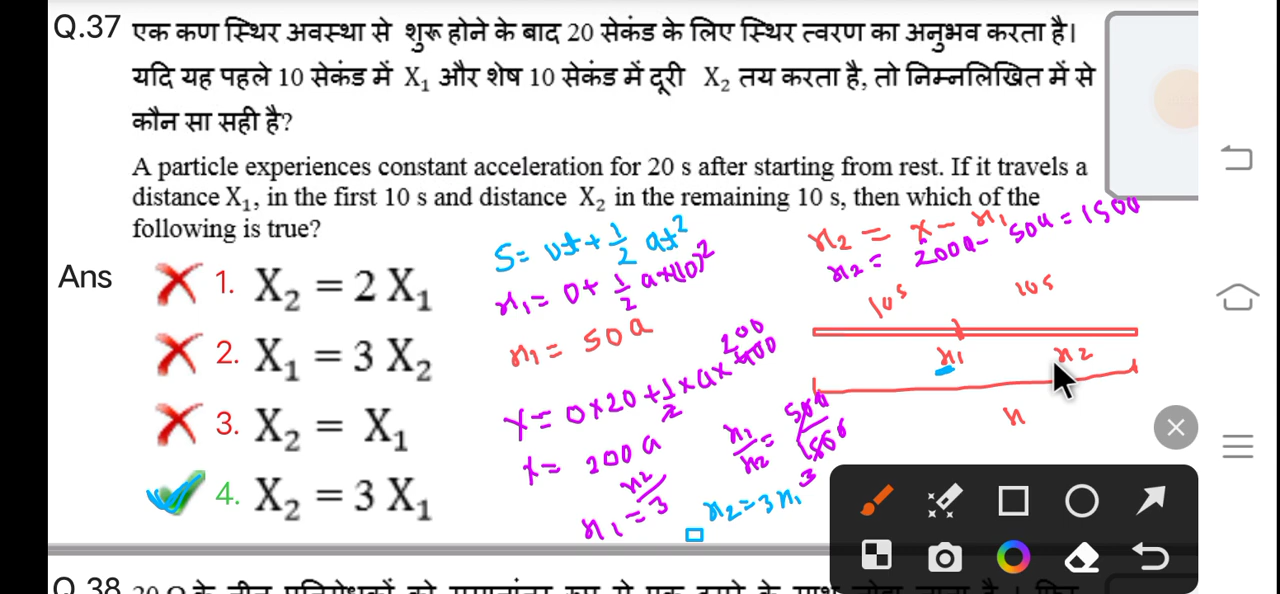 Q.37 एक कण स्थिर अवस्था से शुरू होने के बाद 20 सेकंड के लिए स्थिर त्वरण का अनुभव करता है।
यदि यह पहले 10 सेकंड में X₁ और शेष 10 सेकंड में दूरी X₂ तय करता है, तो निम्नलिखित में से
कौन सा सही है?
A particle experiences constant acceleration for 20 s after starting from rest. If it travels a
distance X₁, in the first 10 s and distance X₂ in the remaining 10 s, then which of the
following is true?
Ans
1. X₂ = 2 X₁
2. X₁ = 3 X₂
3. X₂ = X₁
4. X₂ = 3 X₁
S = ut + 1/2 at²
x₁ = 0 + 1/2 a×(10)²
x₁ = 50a
X = 0×20 + 1/2 × a × 400
200
x = 200a
x₁ = x₂/3
x₂ = x - x₁
x₂ = 200a - 50a = 150a
10s
10s
x₁
x₂
x
x₁/x₂ = 50a/150a
3
x₂ = 3x₁
Q.38